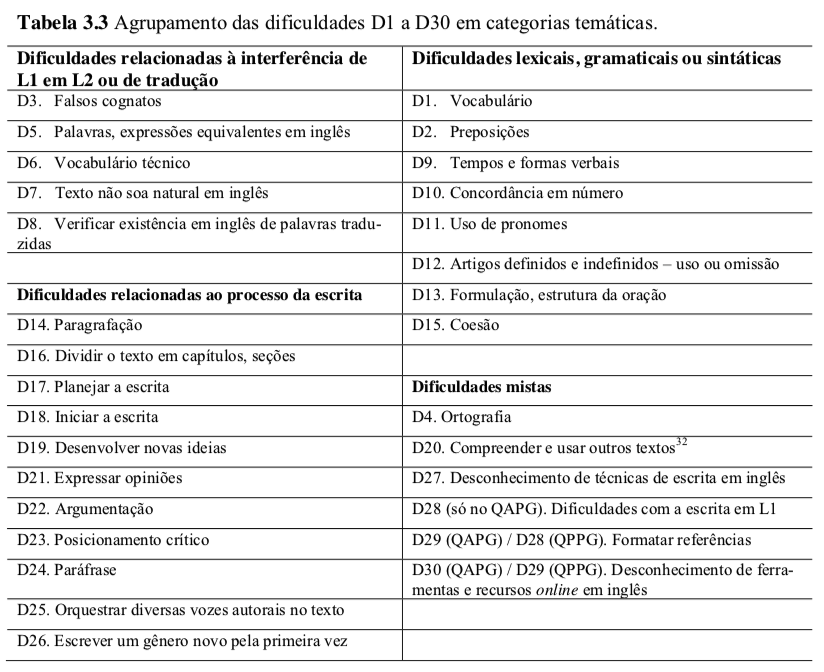 Tabela 3.3 Agrupamento das dificuldades D1 a D30 em categorias temáticas.
Dificuldades relacionadas à interferência de
L1 em L2 ou de tradução
D3. Falsos cognatos
D5. Palavras, expressões equivalentes em inglês
D6. Vocabulário técnico
D7. Texto não soa natural em inglês
D8. Verificar existência em inglês de palavras tradu-
zidas
Dificuldades relacionadas ao processo da escrita
D14. Paragrafação
D16. Dividir o texto em capítulos, seções
D17. Planejar a escrita
D18. Iniciar a escrita
D19. Desenvolver novas ideias
D21. Expressar opiniões
D22. Argumentação
D23. Posicionamento crítico
D24. Paráfrase
D25. Orquestrar diversas vozes autorais no texto
D26. Escrever um gênero novo pela primeira vez
Dificuldades lexicais, gramaticais ou sintáticas
D1. Vocabulário
D2. Preposições
D9. Tempos e formas verbais
D10. Concordância em número
D11. Uso de pronomes
D12. Artigos definidos e indefinidos – uso ou omissão
D13. Formulação, estrutura da oração
D15. Coesão
Dificuldades mistas
D4. Ortografia
D20. Compreender e usar outros textos32
D27. Desconhecimento de técnicas de escrita em inglês
D28 (só no QAPG). Dificuldades com a escrita em L1
D29 (QAPG) / D28 (QPPG). Formatar referências
D30 (QAPG) / D29 (QPPG). Desconhecimento de ferra-
mentas e recursos online em inglês